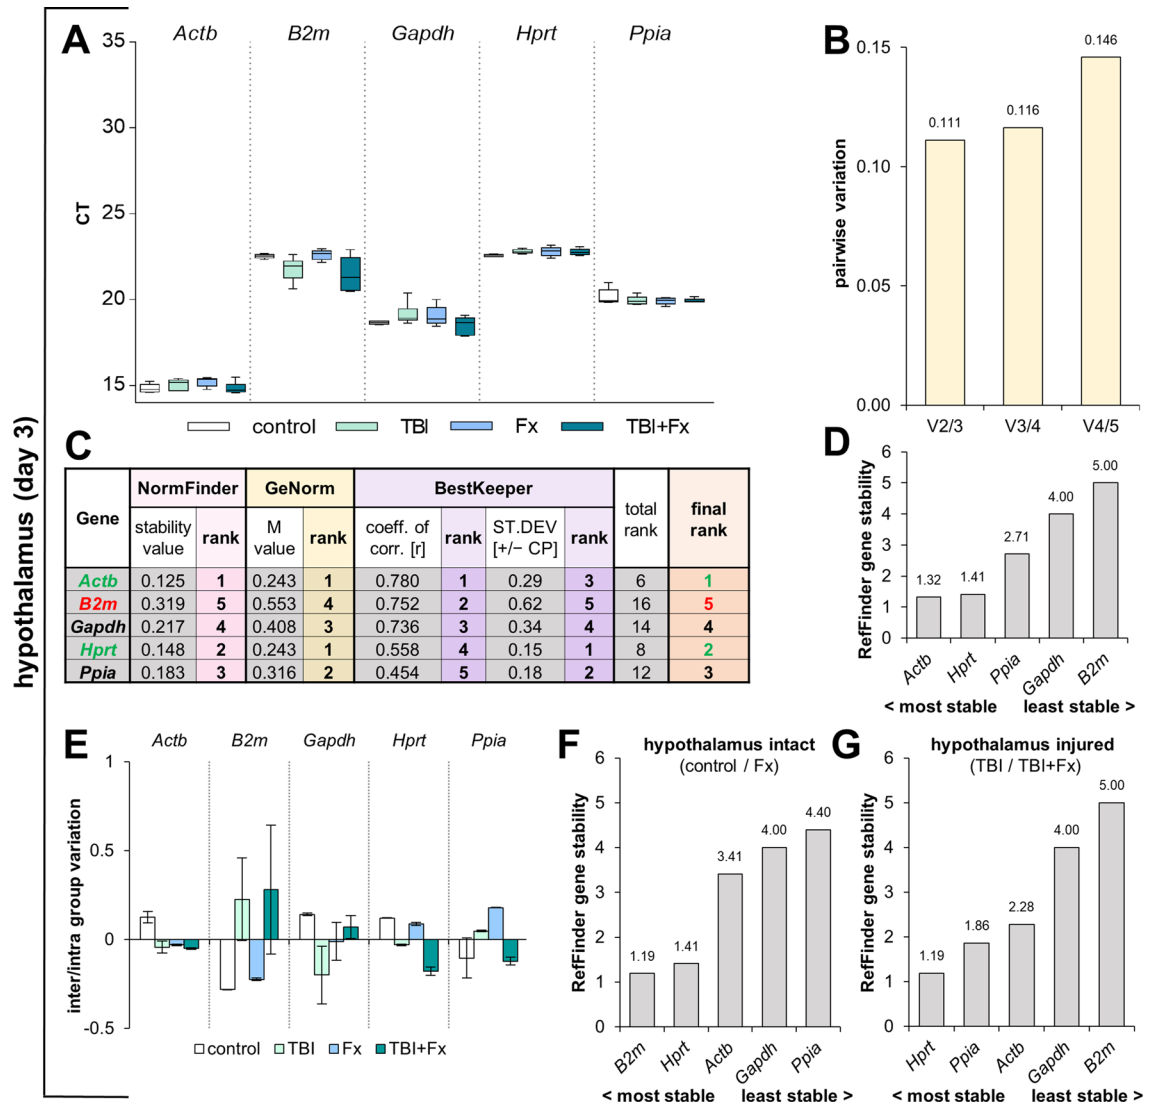 hypothalamus (day 3)
A
Actb B2m Gapdh Hprt Ppia
35
30
25
20
15
CT
control TBI Fx TBI+Fx
B
0.15
0.10
0.05
0.00
pairwise variation
0.111 0.116 0.146
V2/3 V3/4 V4/5
C
Gene NormFinder GeNorm BestKeeper total rank final rank
stability value rank M value rank coeff. of corr. [r] rank ST.DEV [+/− CP] rank
Actb 0.125 1 0.243 1 0.780 1 0.29 3 6 1
B2m 0.319 5 0.553 4 0.752 2 0.62 5 16 5
Gapdh 0.217 4 0.408 3 0.736 3 0.34 4 14 4
Hprt 0.148 2 0.243 1 0.558 4 0.15 1 8 2
Ppia 0.183 3 0.316 2 0.454 5 0.18 2 12 3
D
6
5
4
3
2
1
0
RefFinder gene stability
1.32 1.41 2.71 4.00 5.00
Actb Hprt Ppia Gapdh B2m
< most stable least stable >
E
Actb B2m Gapdh Hprt Ppia
1
0.5
0
-0.5
inter/intra group variation
control TBI Fx TBI+Fx
F
hypothalamus intact
(control / Fx)
6
5
4
3
2
1
0
RefFinder gene stability
1.19 1.41 3.41 4.00 4.40
B2m Hprt Actb Gapdh Ppia
< most stable least stable >
G
hypothalamus injured
(TBI / TBI+Fx)
6
5
4
3
2
1
0
RefFinder gene stability
1.19 1.86 2.28 4.00 5.00
Hprt Ppia Actb Gapdh B2m
< most stable least stable >